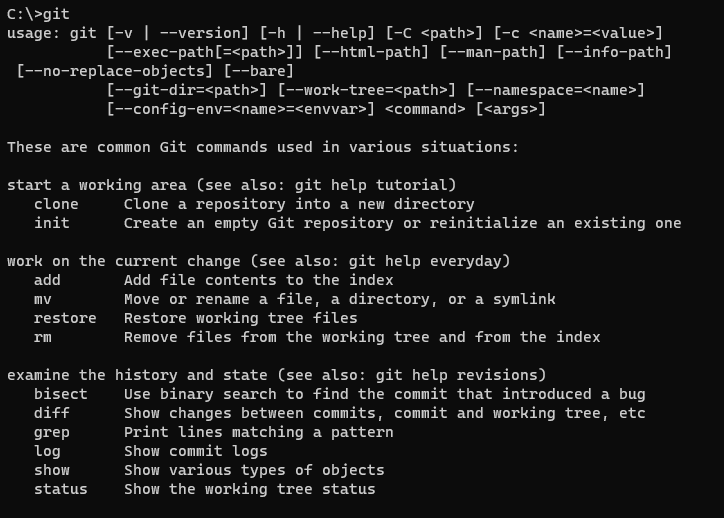 C:\>git
usage: git [-v | --version] [-h | --help] [-C <path>] [-c <name>=<value>]
           [--exec-path[=<path>]] [--html-path] [--man-path] [--info-path]
 [--no-replace-objects] [--bare]
           [--git-dir=<path>] [--work-tree=<path>] [--namespace=<name>]
           [--config-env=<name>=<envvar>] <command> [<args>]

These are common Git commands used in various situations:

start a working area (see also: git help tutorial)
   clone     Clone a repository into a new directory
   init      Create an empty Git repository or reinitialize an existing one

work on the current change (see also: git help everyday)
   add       Add file contents to the index
   mv        Move or rename a file, a directory, or a symlink
   restore   Restore working tree files
   rm        Remove files from the working tree and from the index

examine the history and state (see also: git help revisions)
   bisect    Use binary search to find the commit that introduced a bug
   diff      Show changes between commits, commit and working tree, etc
   grep      Print lines matching a pattern
   log       Show commit logs
   show      Show various types of objects
   status    Show the working tree status